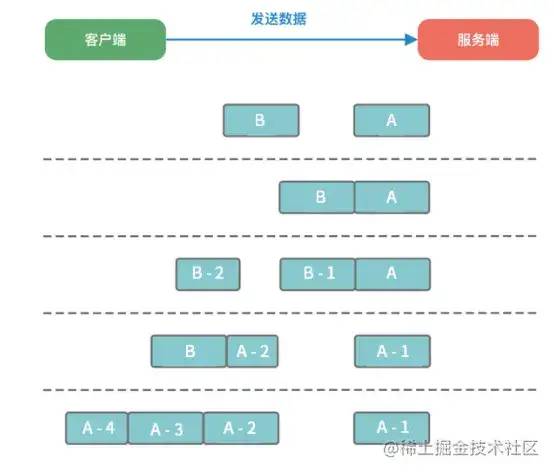 发送数据
客户端
服务端
B A
B A
B-2 B-1 A
B A-2 A-1
A-4 A-3 A-2 A-1
@稀土掘金技术社区